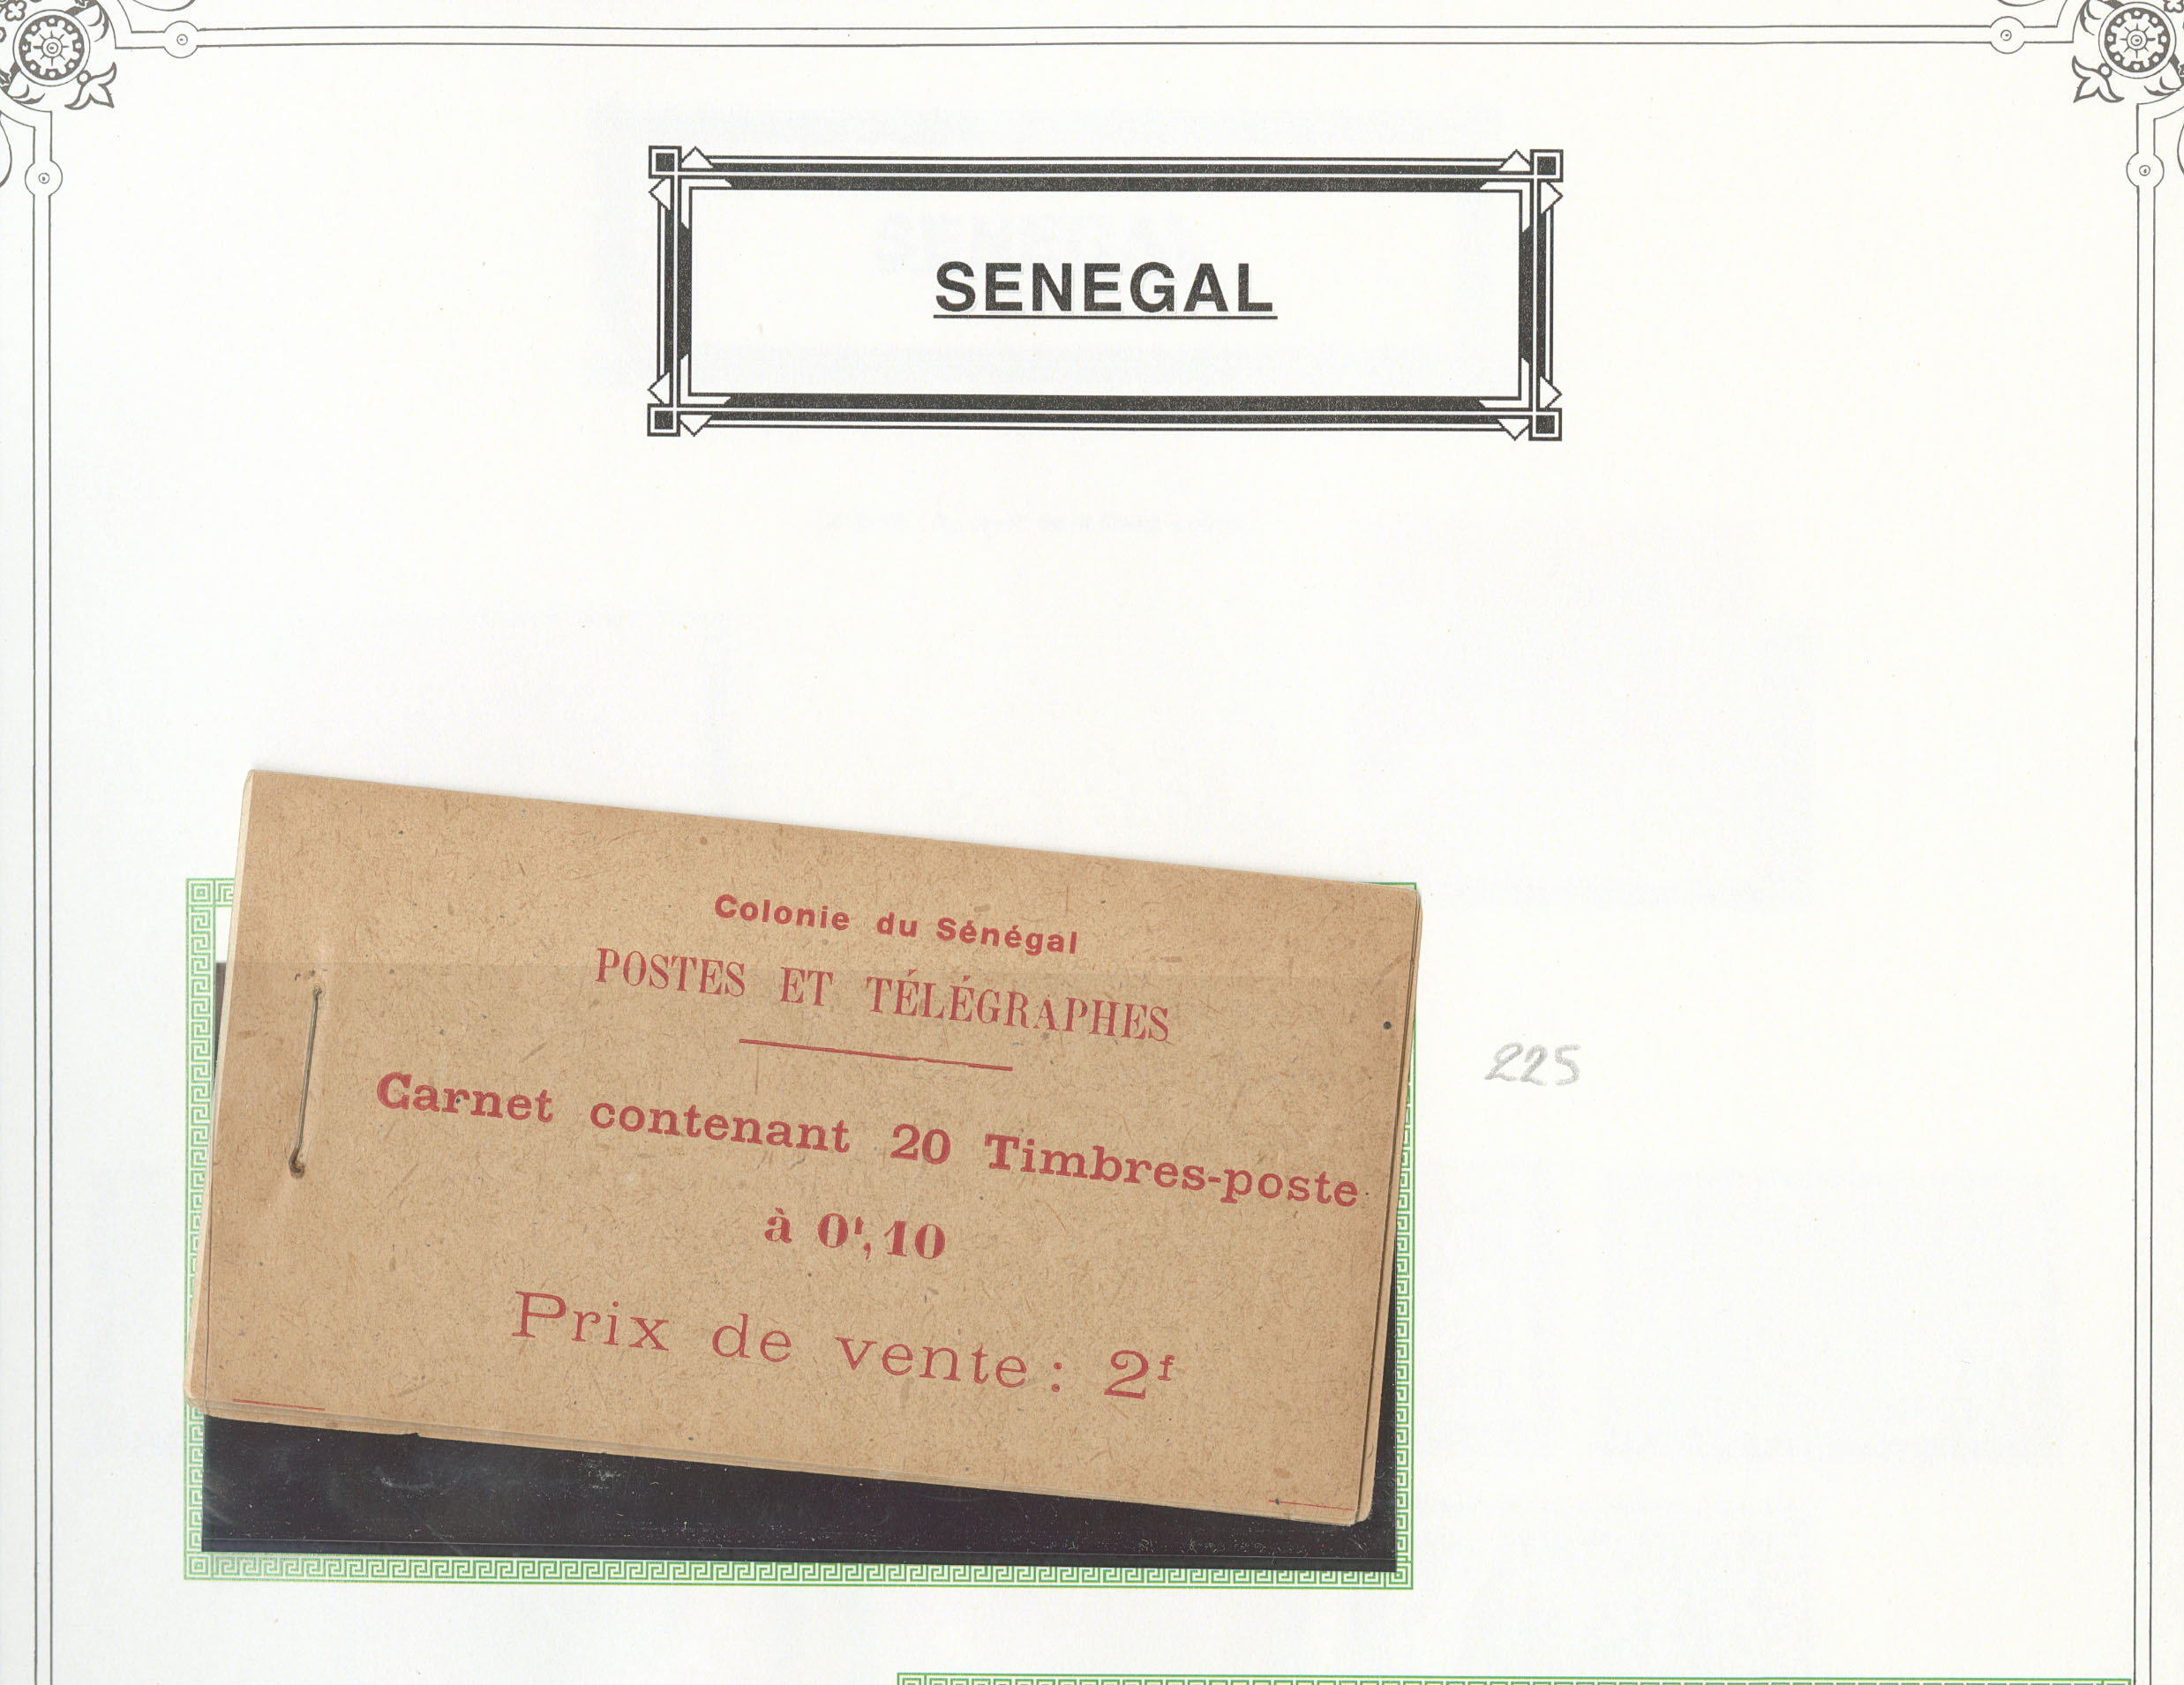 SENEGAL
Colonie du Sénégal
POSTES ET TÉLÉGRAPHES
Carnet contenant 20 Timbres-poste
à 0f,10
Prix de vente : 2f
225